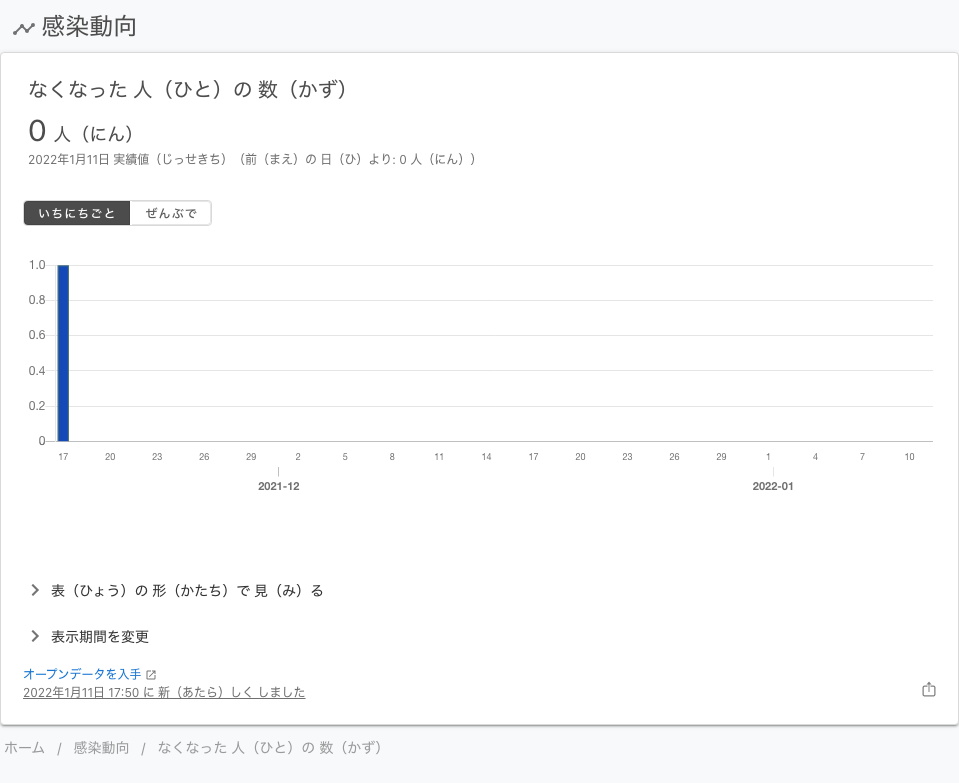 感染動向
なくなった 人（ひと）の 数（かず）
0 人（にん）
2022年1月11日 実績値（じっせきち）（前（まえ）の 日（ひ）より: 0 人（にん））
いちにちごと ぜんぶで
1.0
0.8
0.6
0.4
0.2
0
17 20 23 26 29 2 5 8 11 14 17 20 23 26 29 1 4 7 10
2021-12 2022-01
表（ひょう）の 形（かたち）で 見（み）る
表示期間を変更
オープンデータを入手
2022年1月11日 17:50 に 新（あたら）しく しました
ホーム / 感染動向 / なくなった 人（ひと）の 数（かず）